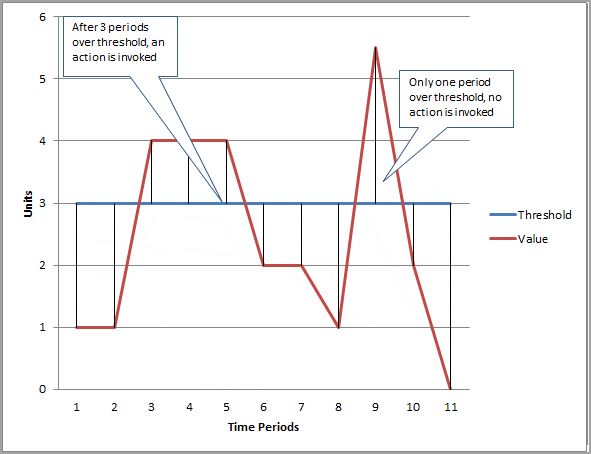 6
After 3 periods
over threshold, an
action is invoked
5
Only one period
over threshold, no
action is invoked
4
3
Units
Threshold
Value
2
1
0
1 2 3 4 5 6 7 8 9 10 11
Time Periods